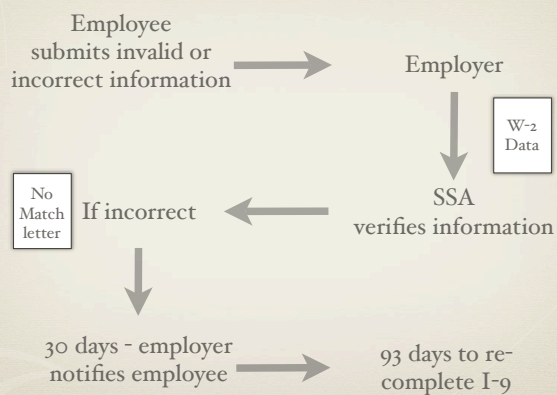 Employee
submits invalid or
incorrect information
Employer
W-2
Data
SSA
verifies information
If incorrect
No
Match
letter
30 days - employer
notifies employee
93 days to re-
complete I-9